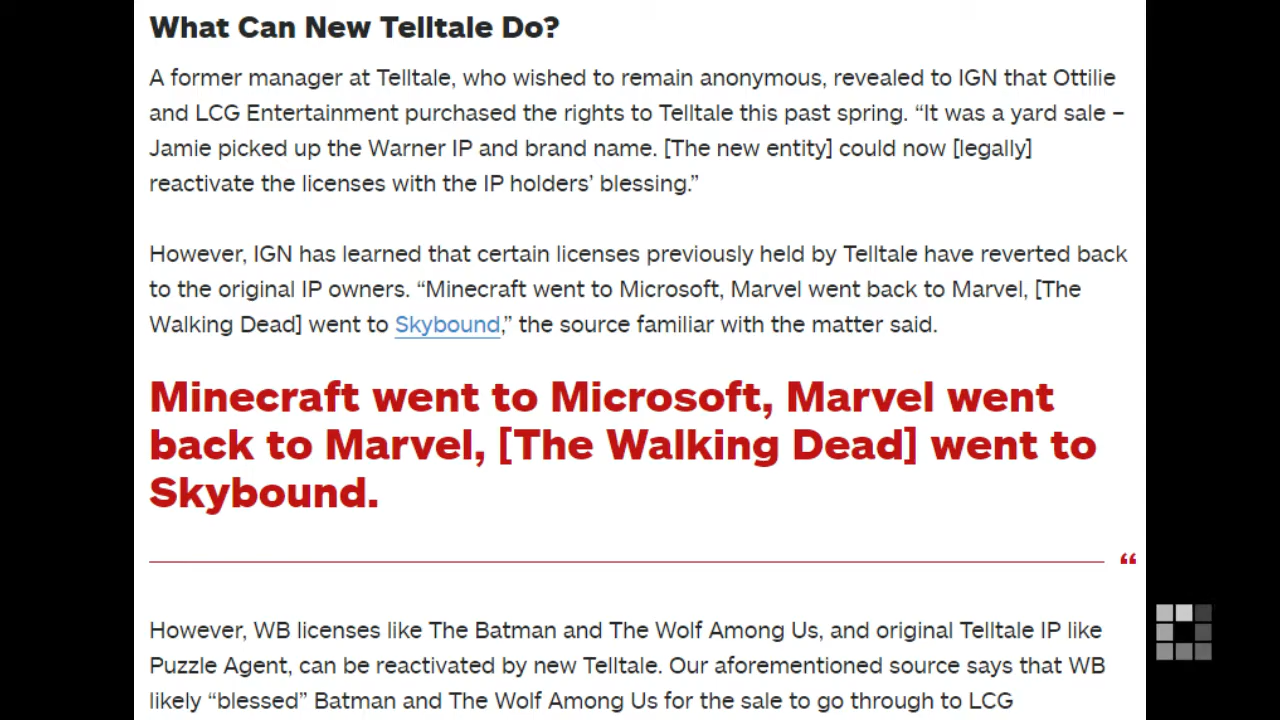 What Can New Telltale Do?
A former manager at Telltale, who wished to remain anonymous, revealed to IGN that Ottilie
and LCG Entertainment purchased the rights to Telltale this past spring. “It was a yard sale –
Jamie picked up the Warner IP and brand name. [The new entity] could now [legally]
reactivate the licenses with the IP holders’ blessing.”
However, IGN has learned that certain licenses previously held by Telltale have reverted back
to the original IP owners. “Minecraft went to Microsoft, Marvel went back to Marvel, [The
Walking Dead] went to Skybound,” the source familiar with the matter said.
Minecraft went to Microsoft, Marvel went
back to Marvel, [The Walking Dead] went to
Skybound.
“
However, WB licenses like The Batman and The Wolf Among Us, and original Telltale IP like
Puzzle Agent, can be reactivated by new Telltale. Our aforementioned source says that WB
likely “blessed” Batman and The Wolf Among Us for the sale to go through to LCG